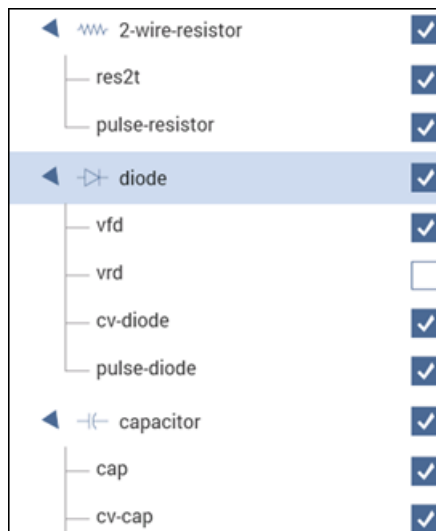 2-wire-resistor
res2t
pulse-resistor
diode
vfd
vrd
cv-diode
pulse-diode
capacitor
cap
cv-cap